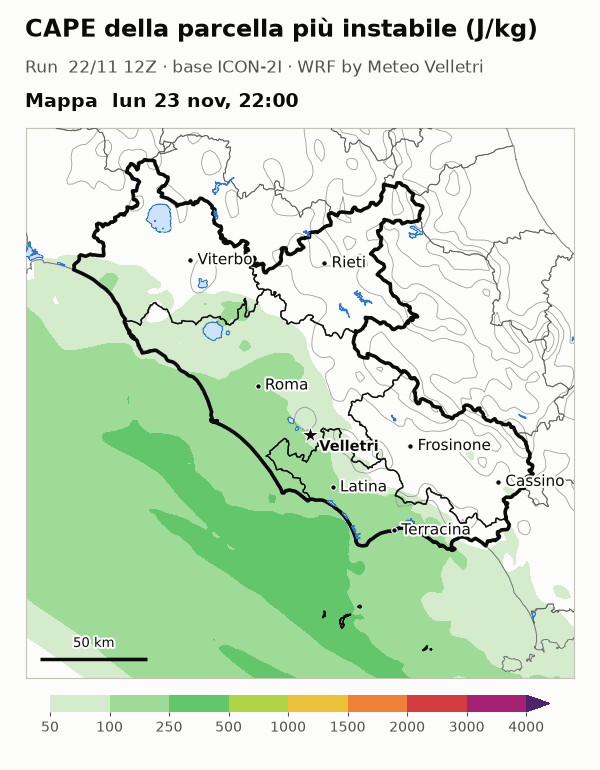 CAPE della parcella più instabile (J/kg)
Run  22/11 12Z · base ICON-2I · WRF by Meteo Velletri
Mappa  lun 23 nov, 22:00
Viterbo
Rieti
Roma
Velletri
Frosinone
Latina
Cassino
Terracina
50 km
50 100 250 500 1000 1500 2000 3000 4000